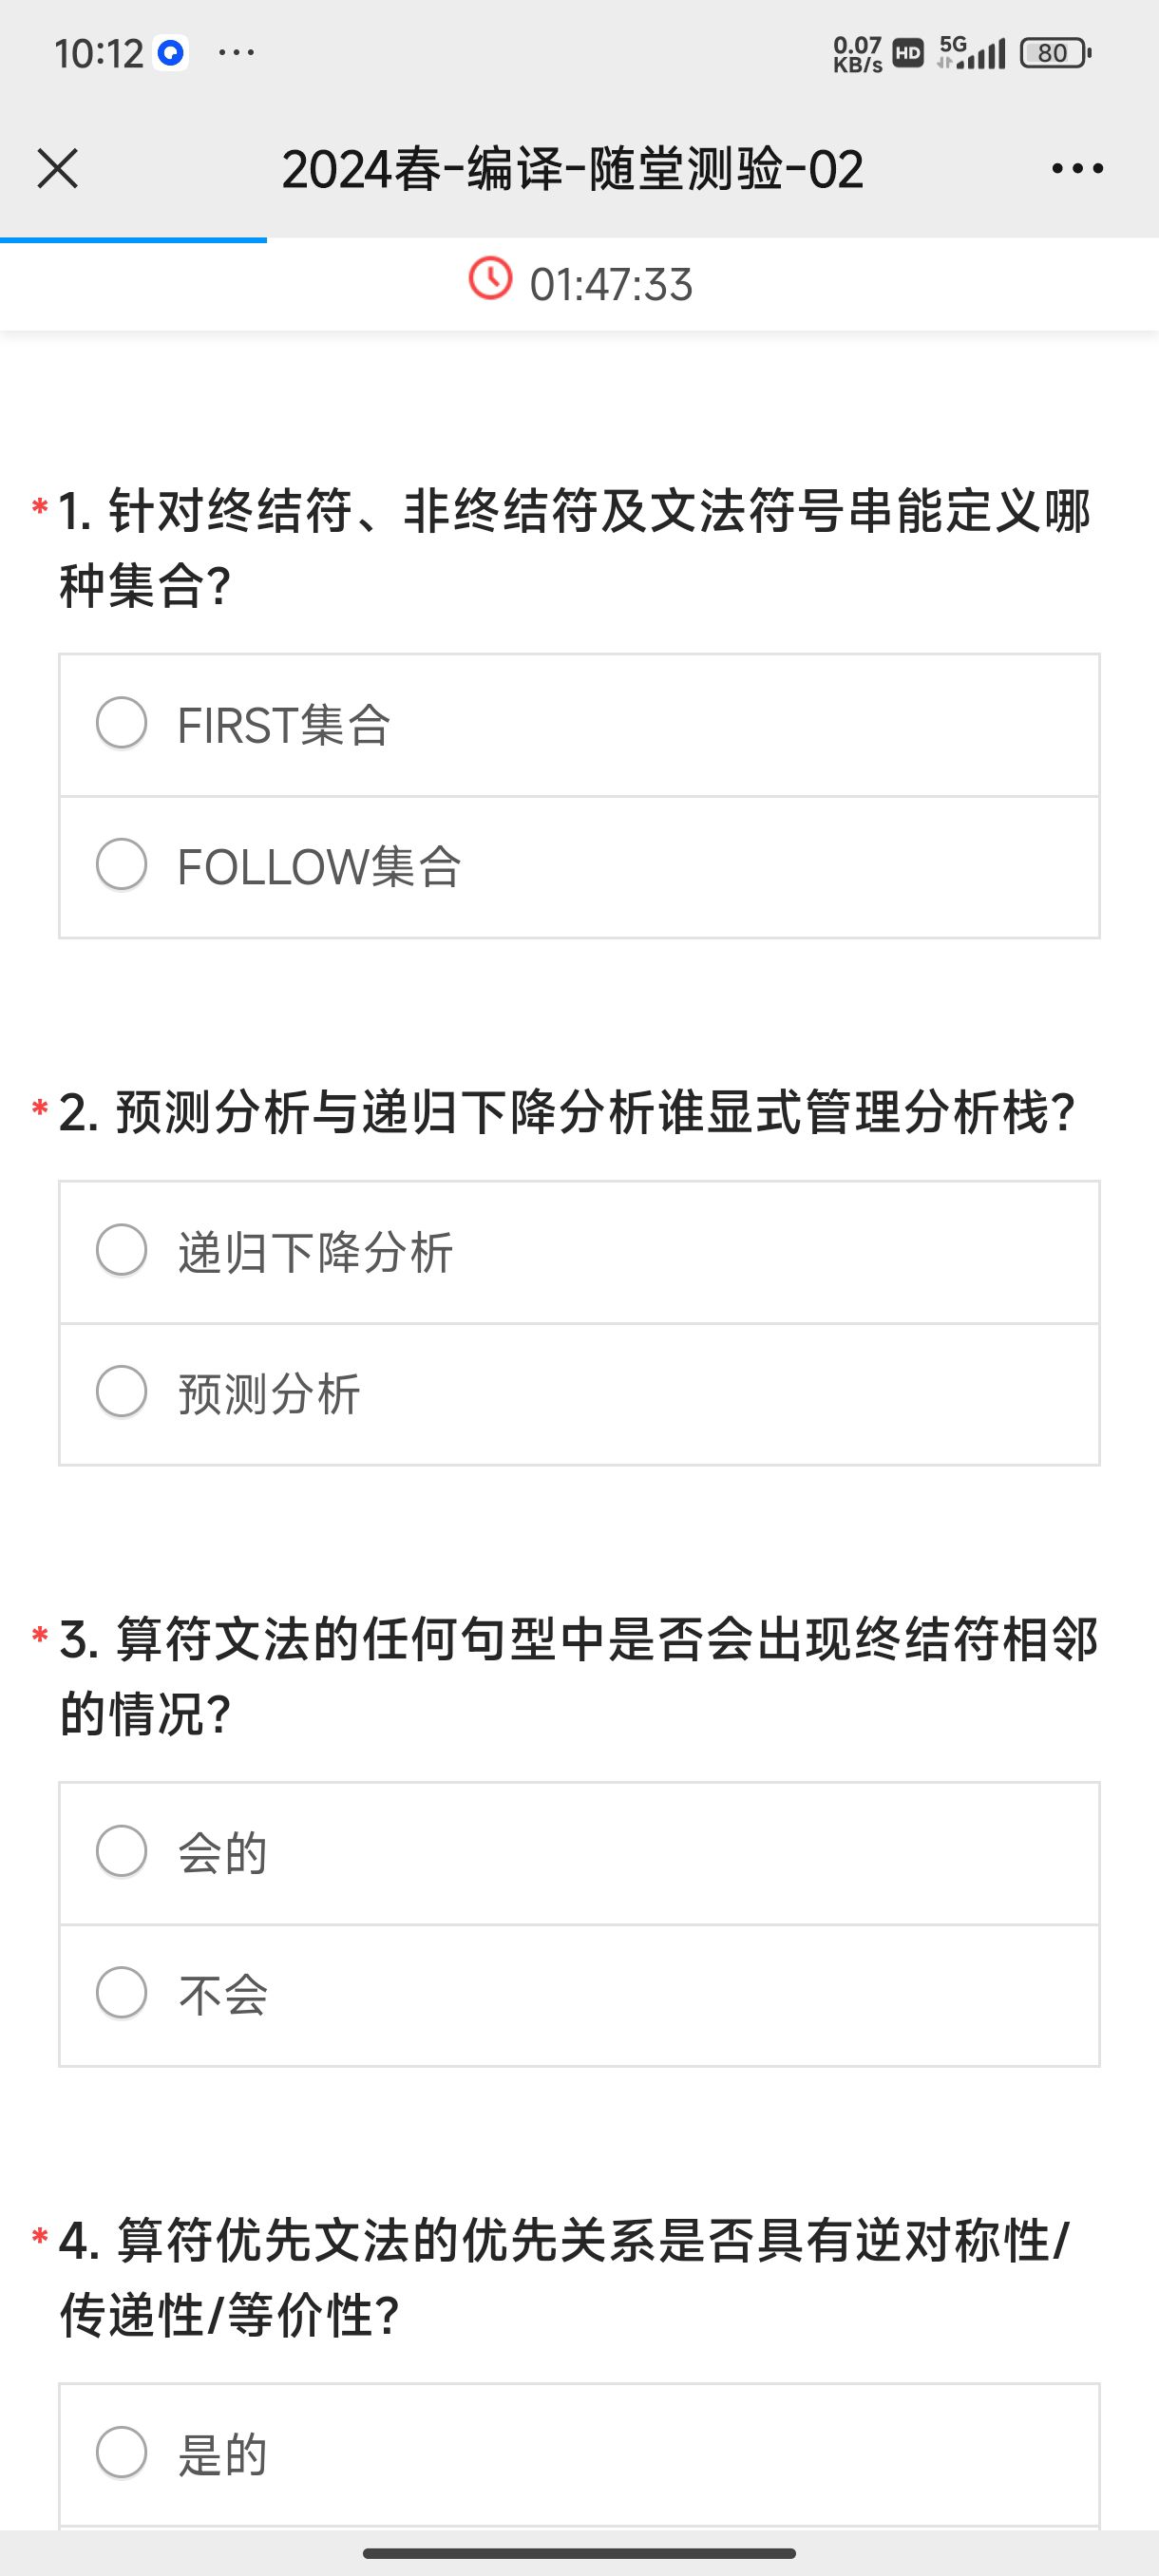 10:12 ... 0.07 KB/s HD 5G 80
2024春-编译-随堂测验-02
01:47:33
* 1. 针对终结符、非终结符及文法符号串能定义哪
种集合?
FIRST集合
FOLLOW集合
* 2. 预测分析与递归下降分析谁显式管理分析栈?
递归下降分析
预测分析
* 3. 算符文法的任何句型中是否会出现终结符相邻
的情况?
会的
不会
* 4. 算符优先文法的优先关系是否具有逆对称性/
传递性/等价性?
是的